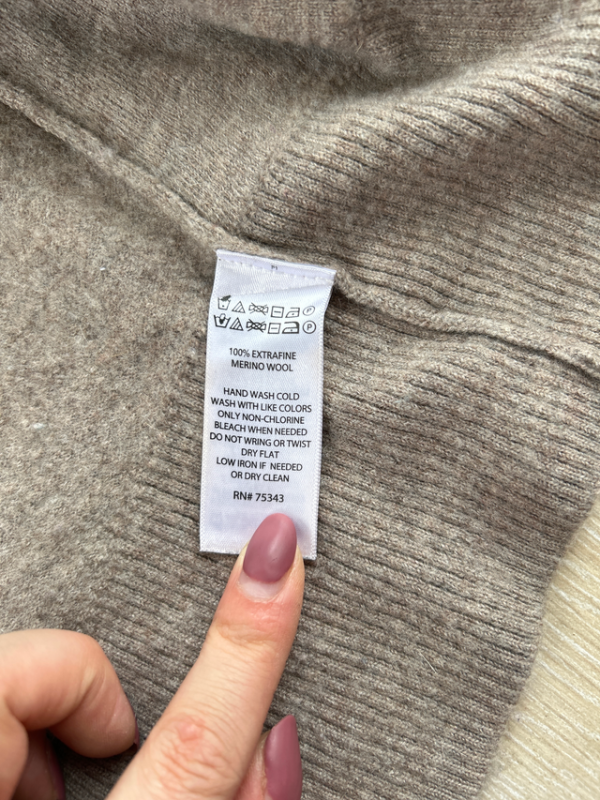 100% EXTRAFINE
MERINO WOOL
HAND WASH COLD
WASH WITH LIKE COLORS
ONLY NON-CHLORINE
BLEACH WHEN NEEDED
DO NOT WRING OR TWIST
DRY FLAT
LOW IRON IF NEEDED
OR DRY CLEAN
RN# 75343